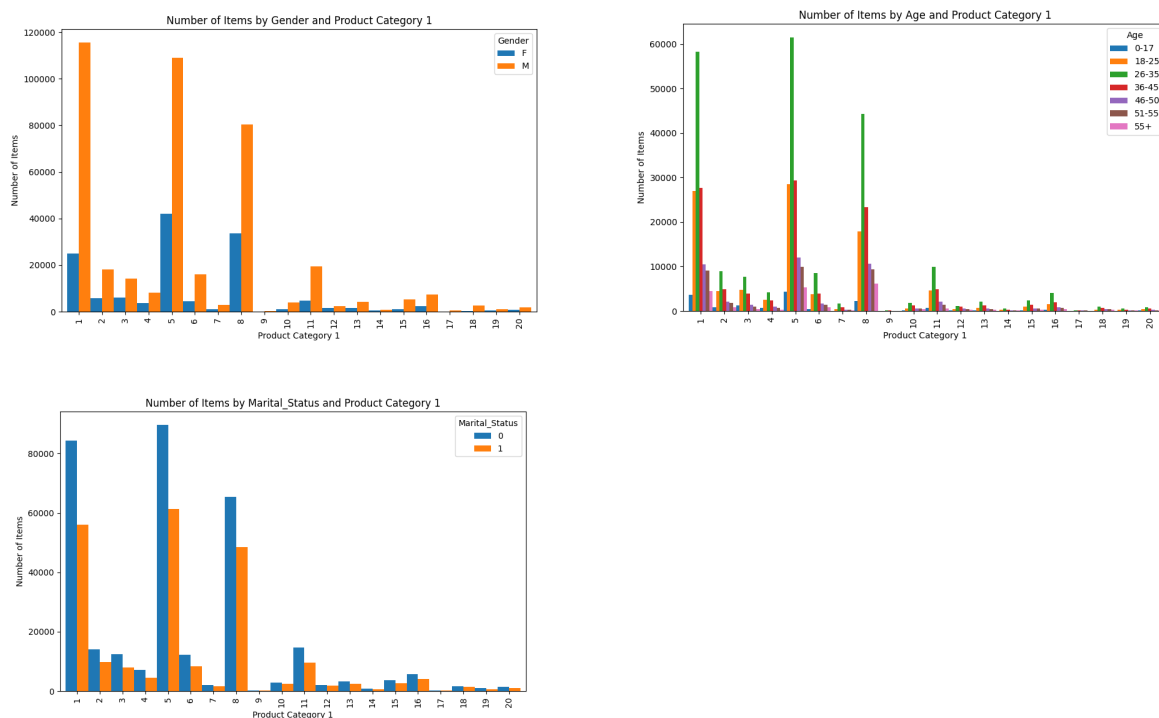 Number of Items by Gender and Product Category 1
120000
100000
80000
60000
40000
20000
0
Number of Items
Gender
F
M
1 2 3 4 5 6 7 8 9 10 11 12 13 14 15 16 17 18 19 20
Product Category 1
Number of Items by Age and Product Category 1
60000
50000
40000
30000
20000
10000
0
Number of Items
Age
0-17
18-25
26-35
36-45
46-50
51-55
55+
1 2 3 4 5 6 7 8 9 10 11 12 13 14 15 16 17 18 19 20
Product Category 1
Number of Items by Marital_Status and Product Category 1
80000
60000
40000
20000
0
Number of Items
Marital_Status
0
1
1 2 3 4 5 6 7 8 9 10 11 12 13 14 15 16 17 18 19 20
Product Category 1